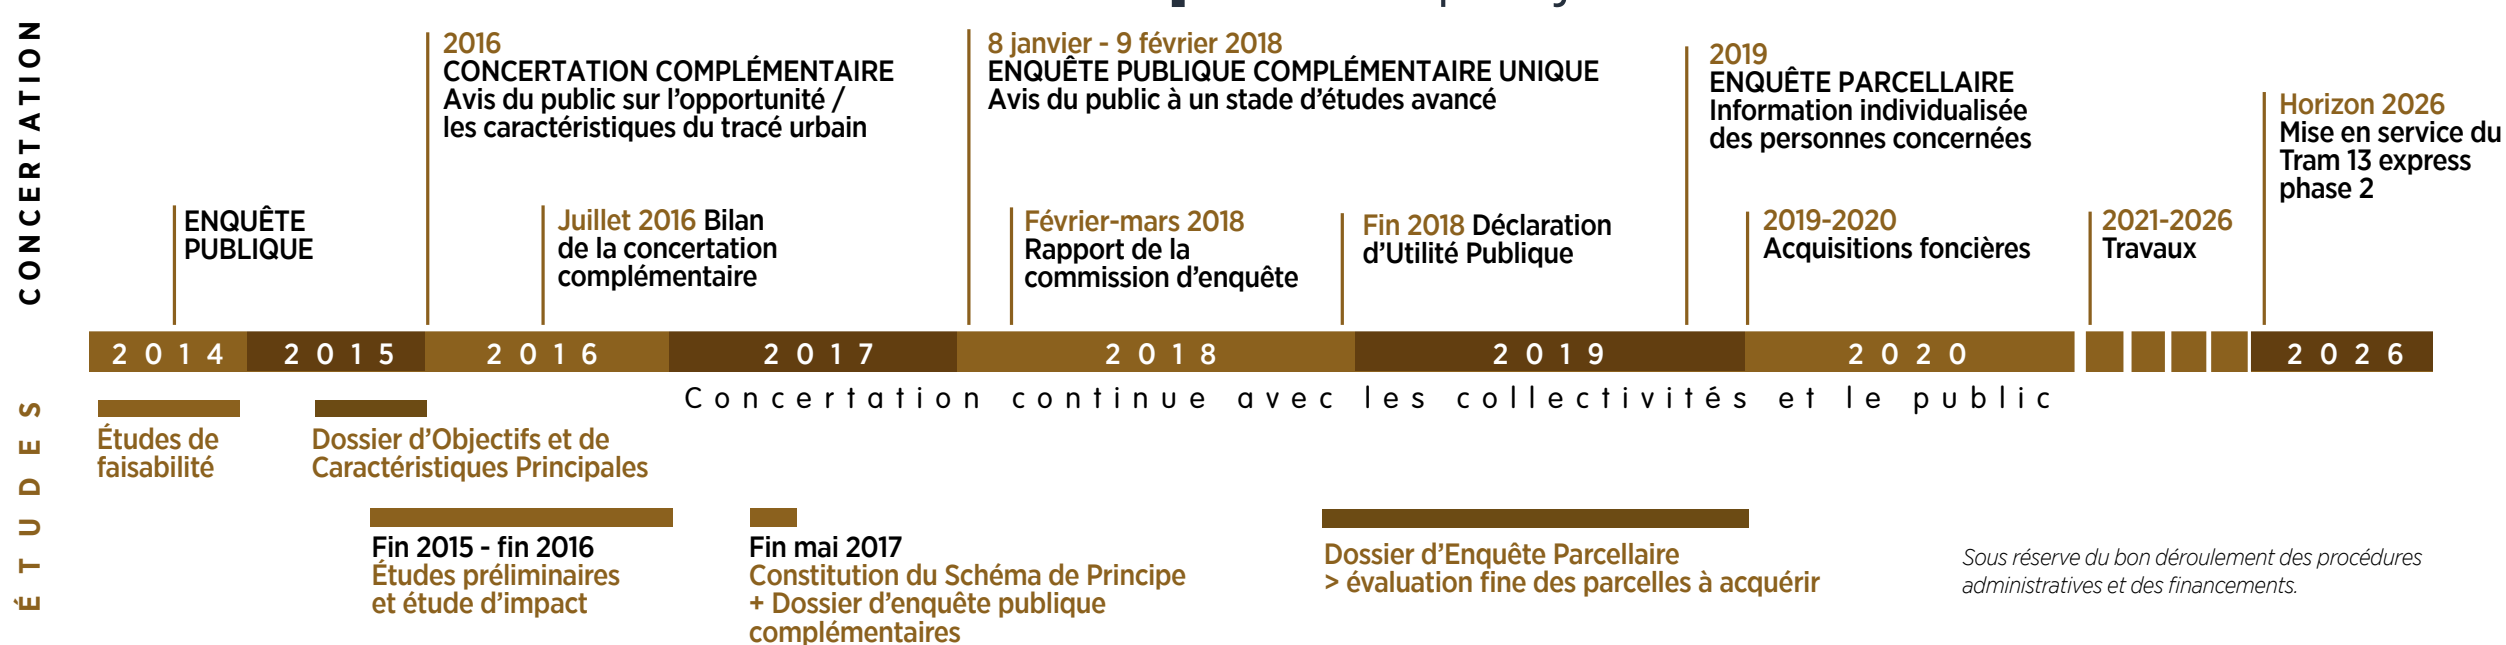 CONCERTATION
2016
CONCERTATION COMPLÉMENTAIRE
Avis du public sur l’opportunité /
les caractéristiques du tracé urbain
8 janvier - 9 février 2018
ENQUÊTE PUBLIQUE COMPLÉMENTAIRE UNIQUE
Avis du public à un stade d’études avancé
2019
ENQUÊTE PARCELLAIRE
Information individualisée
des personnes concernées
Horizon 2026
Mise en service du
Tram 13 express
phase 2
ENQUÊTE
PUBLIQUE
Juillet 2016 Bilan
de la concertation
complémentaire
Février-mars 2018
Rapport de la
commission d’enquête
Fin 2018 Déclaration
d’Utilité Publique
2019-2020
Acquisitions foncières
2021-2026
Travaux
2014 2015 2016 2017 2018 2019 2020 2026
Concertation continue avec les collectivités et le public
ÉTUDES
Études de
faisabilité
Dossier d’Objectifs et de
Caractéristiques Principales
Fin 2015 - fin 2016
Études préliminaires
et étude d’impact
Fin mai 2017
Constitution du Schéma de Principe
+ Dossier d’enquête publique
complémentaires
Dossier d’Enquête Parcellaire
> évaluation fine des parcelles à acquérir
Sous réserve du bon déroulement des procédures
administratives et des financements.